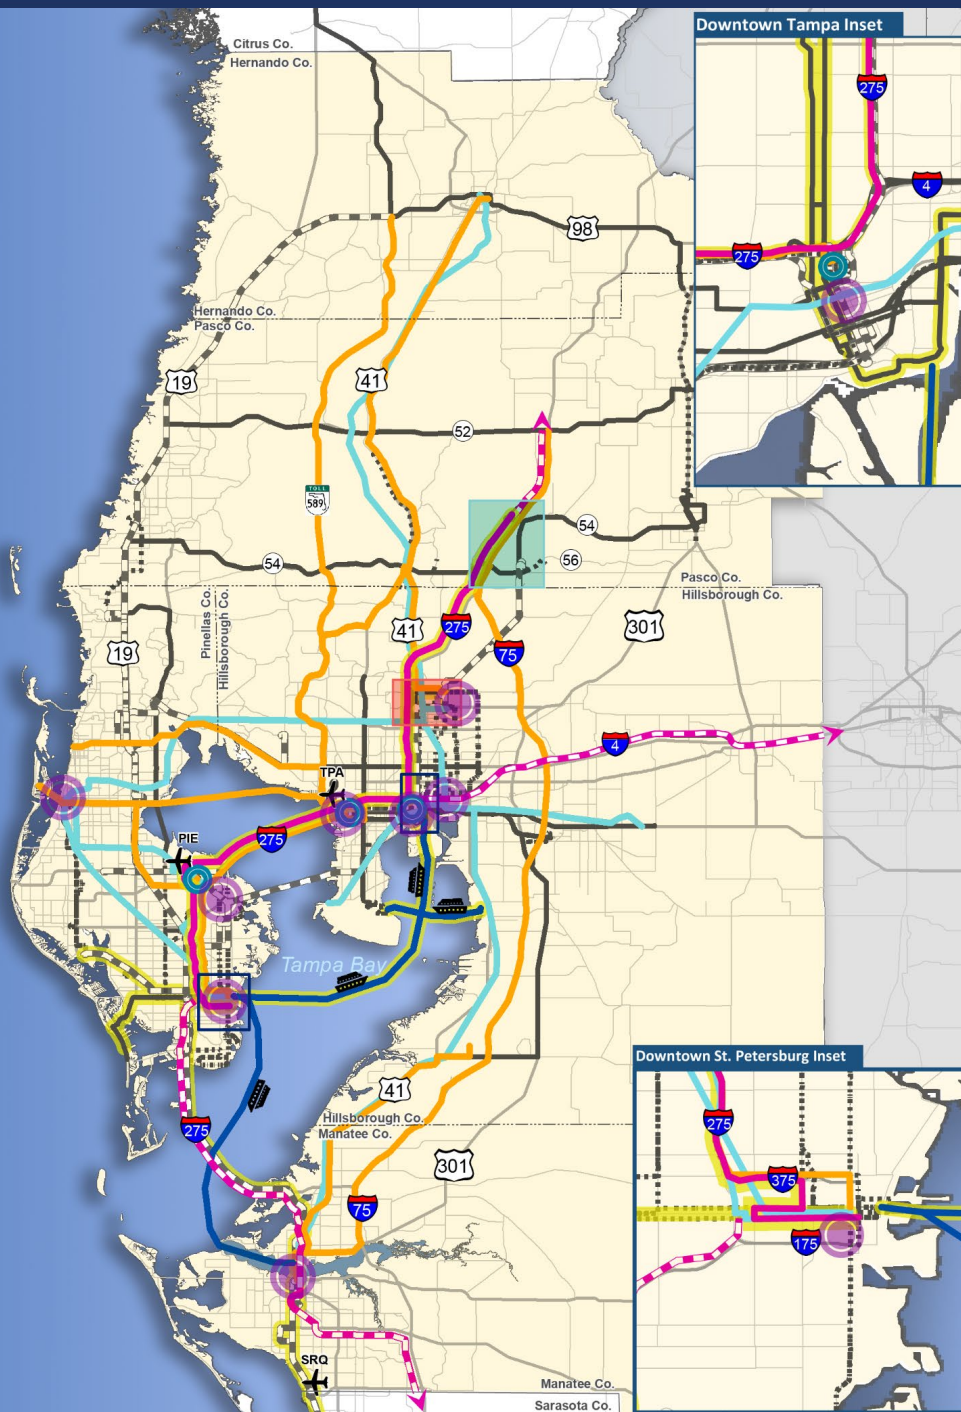 Downtown Tampa Inset
Citrus Co.
Hernando Co.
275
4
275
98
Hernando Co.
Pasco Co.
19
41
52
TOLL
589
54
54
56
Pasco Co.
Hillsborough Co.
Pinellas Co.
Hillsborough Co.
41
275
301
19
75
4
TPA
275
PIE
Tampa Bay
Downtown St. Petersburg Inset
41
275
Hillsborough Co.
Manatee Co.
275
301
375
75
175
SRQ
Manatee Co.
Sarasota Co.